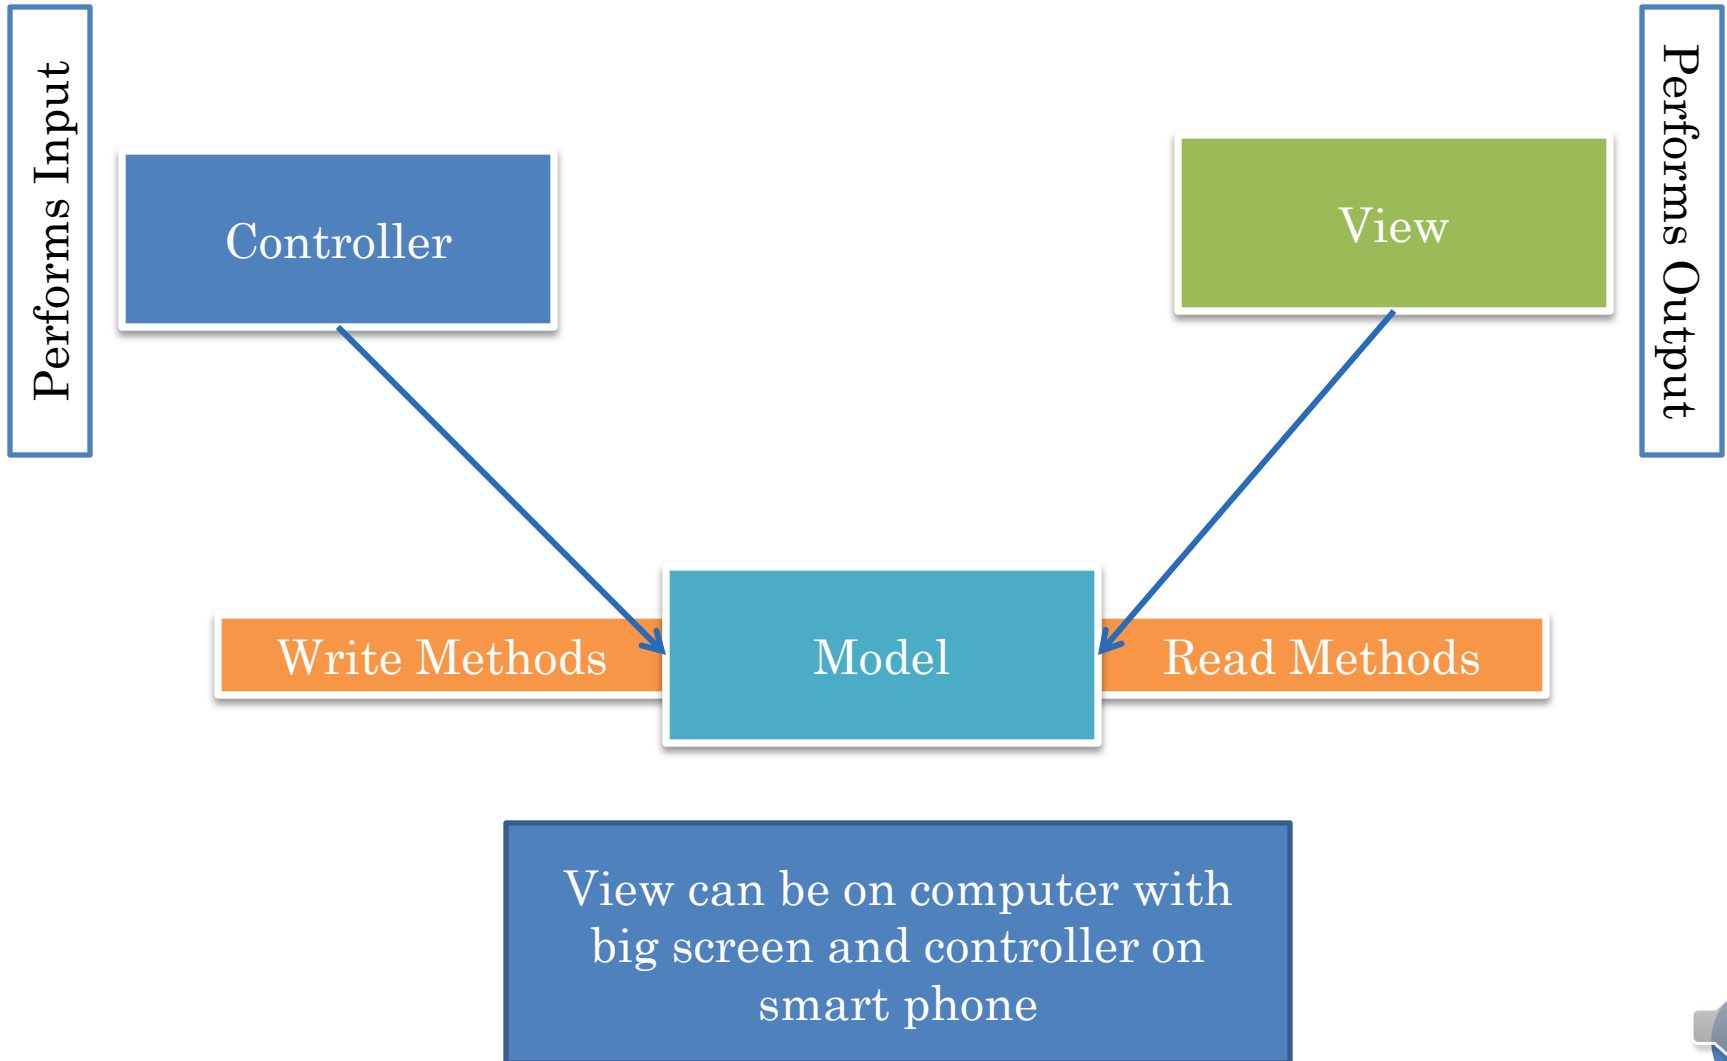 Performs Input
Performs Output
Controller
View
Write Methods
Model
Read Methods
View can be on computer with
big screen and controller on
smart phone